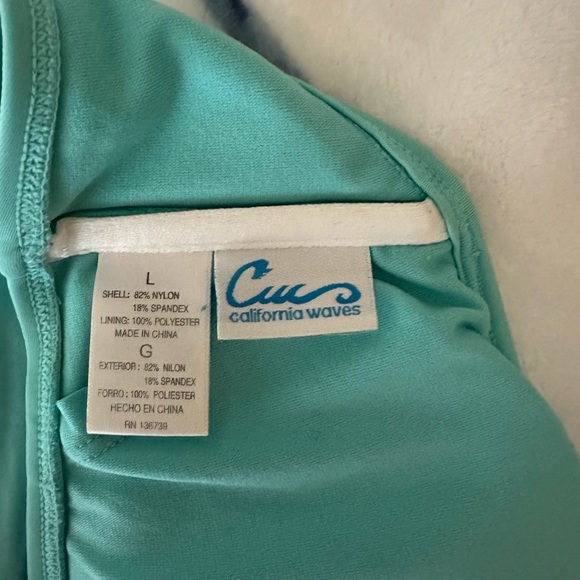 L
SHELL: 82% NYLON
18% SPANDEX
LINING: 100% POLYESTER
MADE IN CHINA
G
EXTERIOR: 82% NILON
18% SPANDEX
FORRO: 100% POLIESTER
HECHO EN CHINA
RN 136739
Cws
california waves